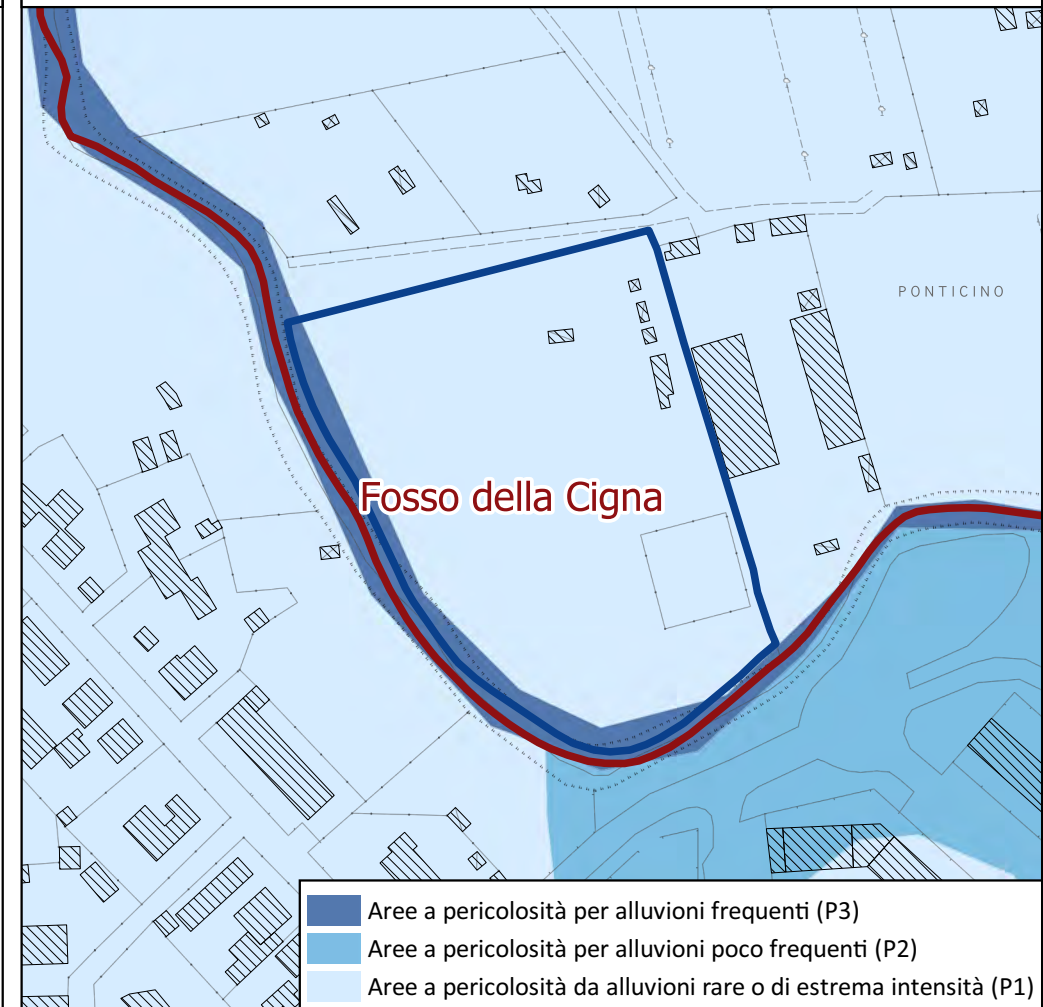 PONTICINO
Fosso della Cigna
Aree a pericolosità per alluvioni frequenti (P3)
Aree a pericolosità per alluvioni poco frequenti (P2)
Aree a pericolosità da alluvioni rare o di estrema intensità (P1)